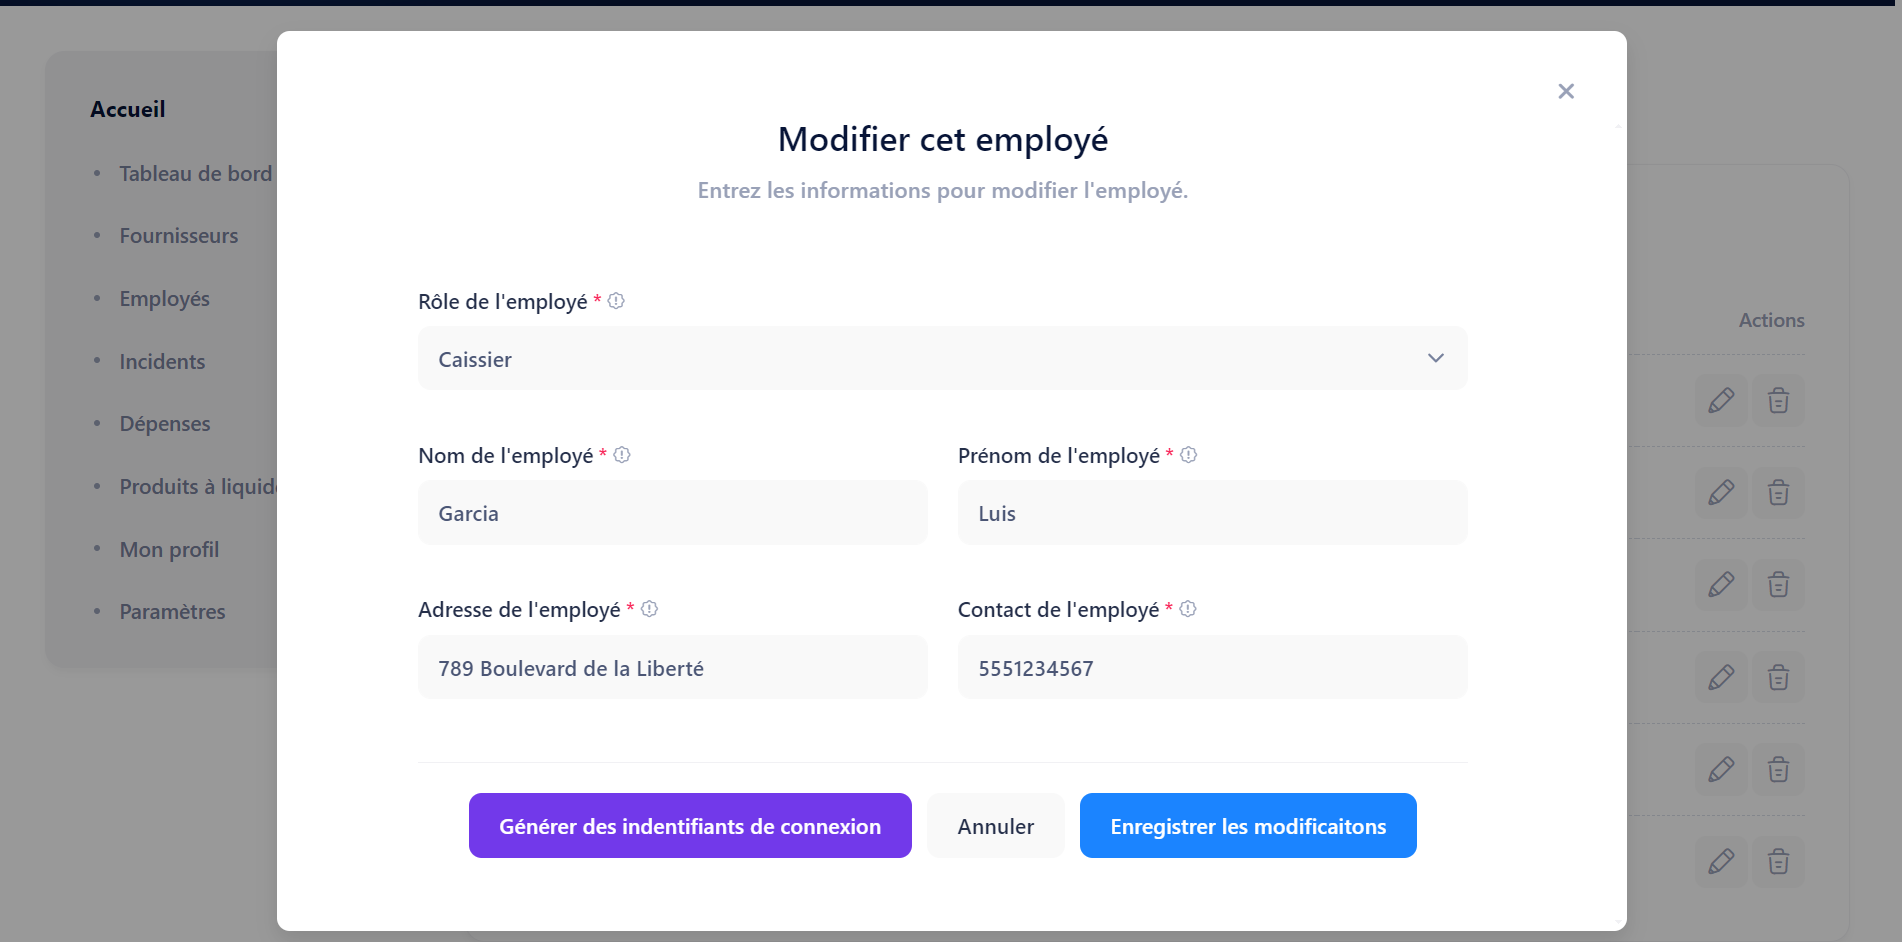 Accueil
Tableau de bord
Fournisseurs
Employés
Incidents
Dépenses
Produits à liquid
Mon profil
Paramètres
Modifier cet employé
Entrez les informations pour modifier l'employé.
Rôle de l'employé *
Caissier
Nom de l'employé *
Prénom de l'employé *
Garcia
Luis
Adresse de l'employé *
Contact de l'employé *
789 Boulevard de la Liberté
5551234567
Générer des indentifiants de connexion
Annuler
Enregistrer les modificaitons
Actions